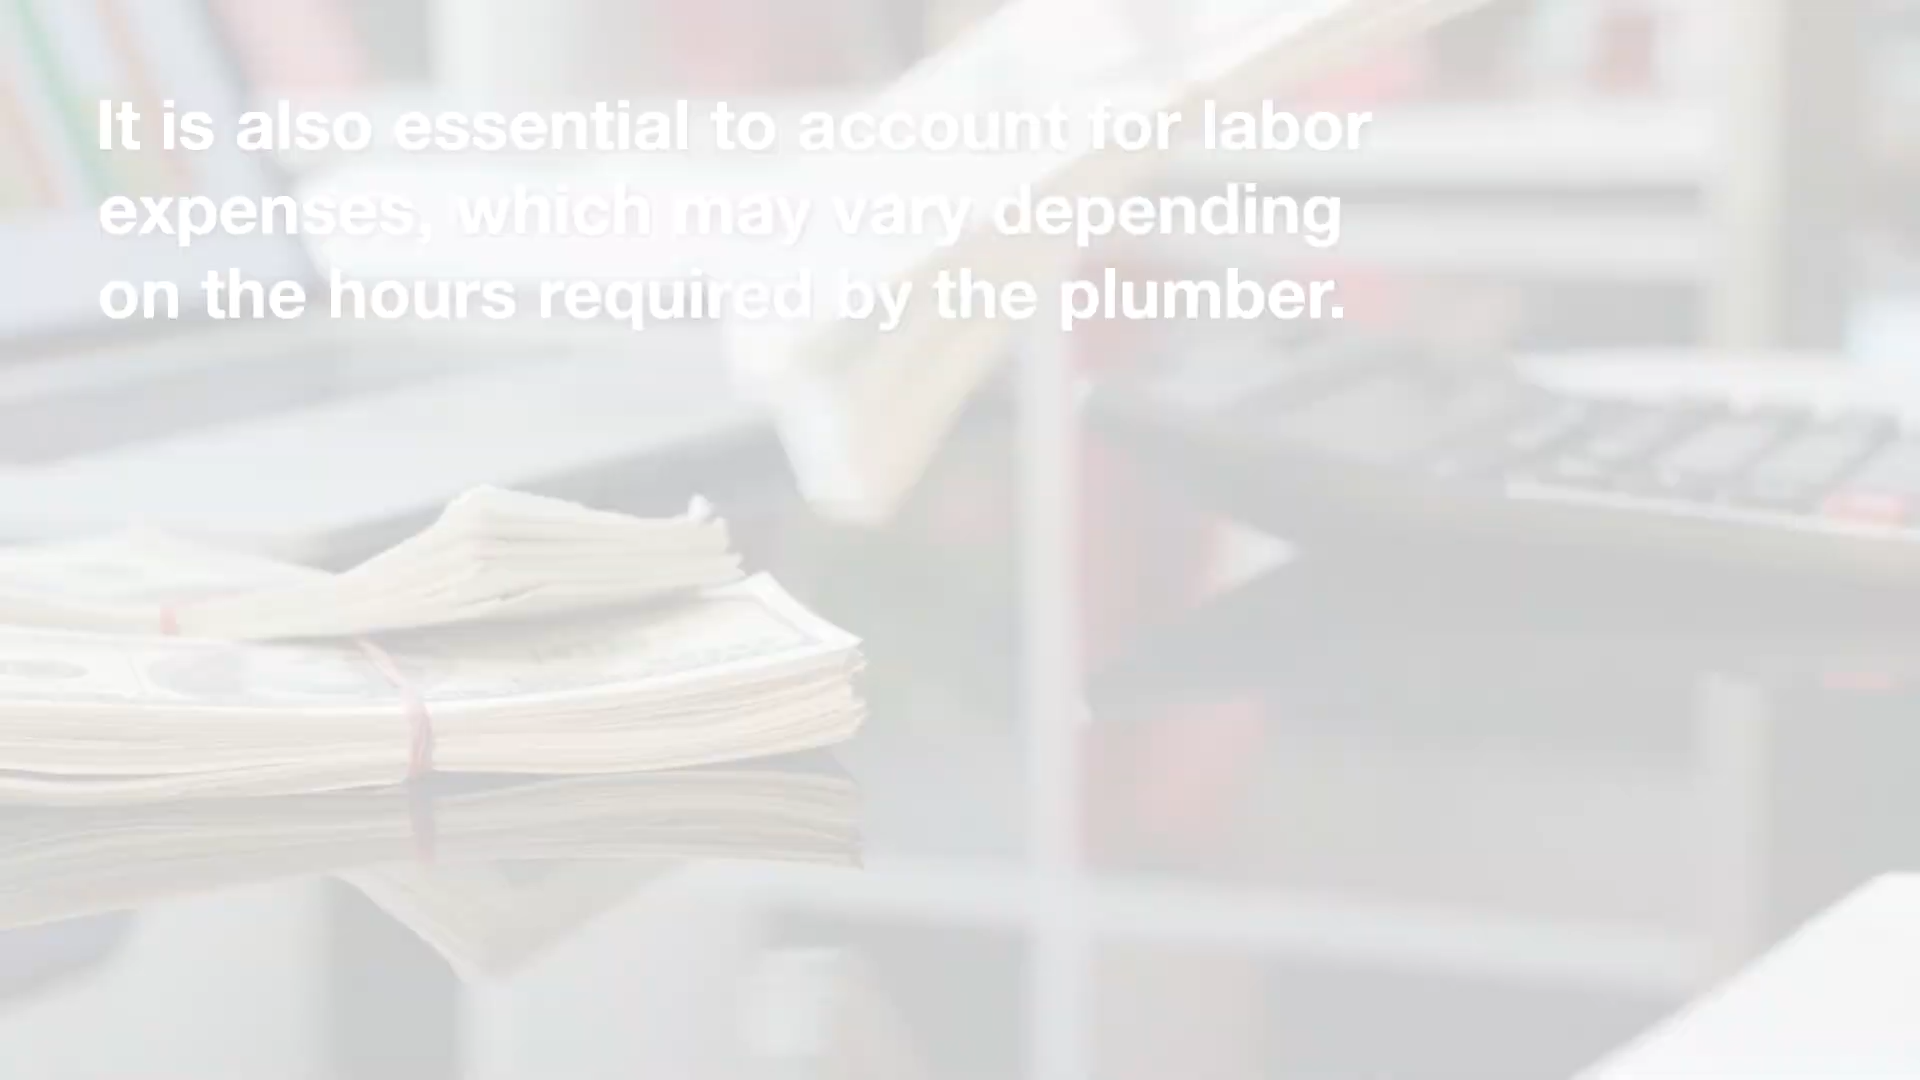 It is also essential to account for labor
expenses, which may vary depending
on the hours required by the plumber.